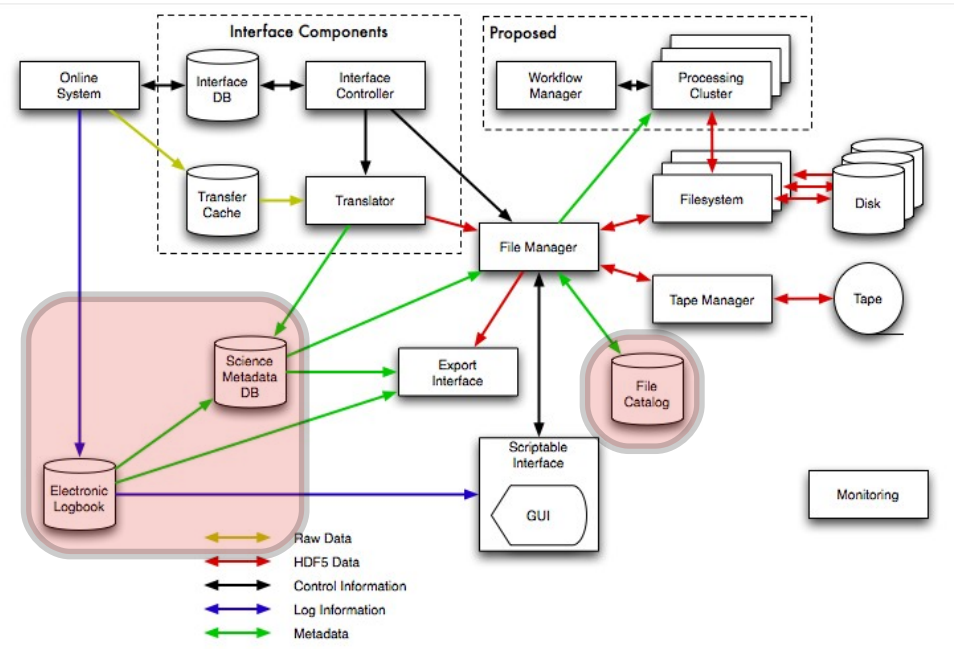 Interface Components
Proposed
Online
System
Interface
DB
Interface
Controller
Workflow
Manager
Processing
Cluster
Transfer
Cache
Translator
Filesystem
Disk
File Manager
Tape Manager
Tape
Science
Metadata
DB
Export
Interface
File
Catalog
Electronic
Logbook
Scriptable
Interface
GUI
Monitoring
Raw Data
HDF5 Data
Control Information
Log Information
Metadata